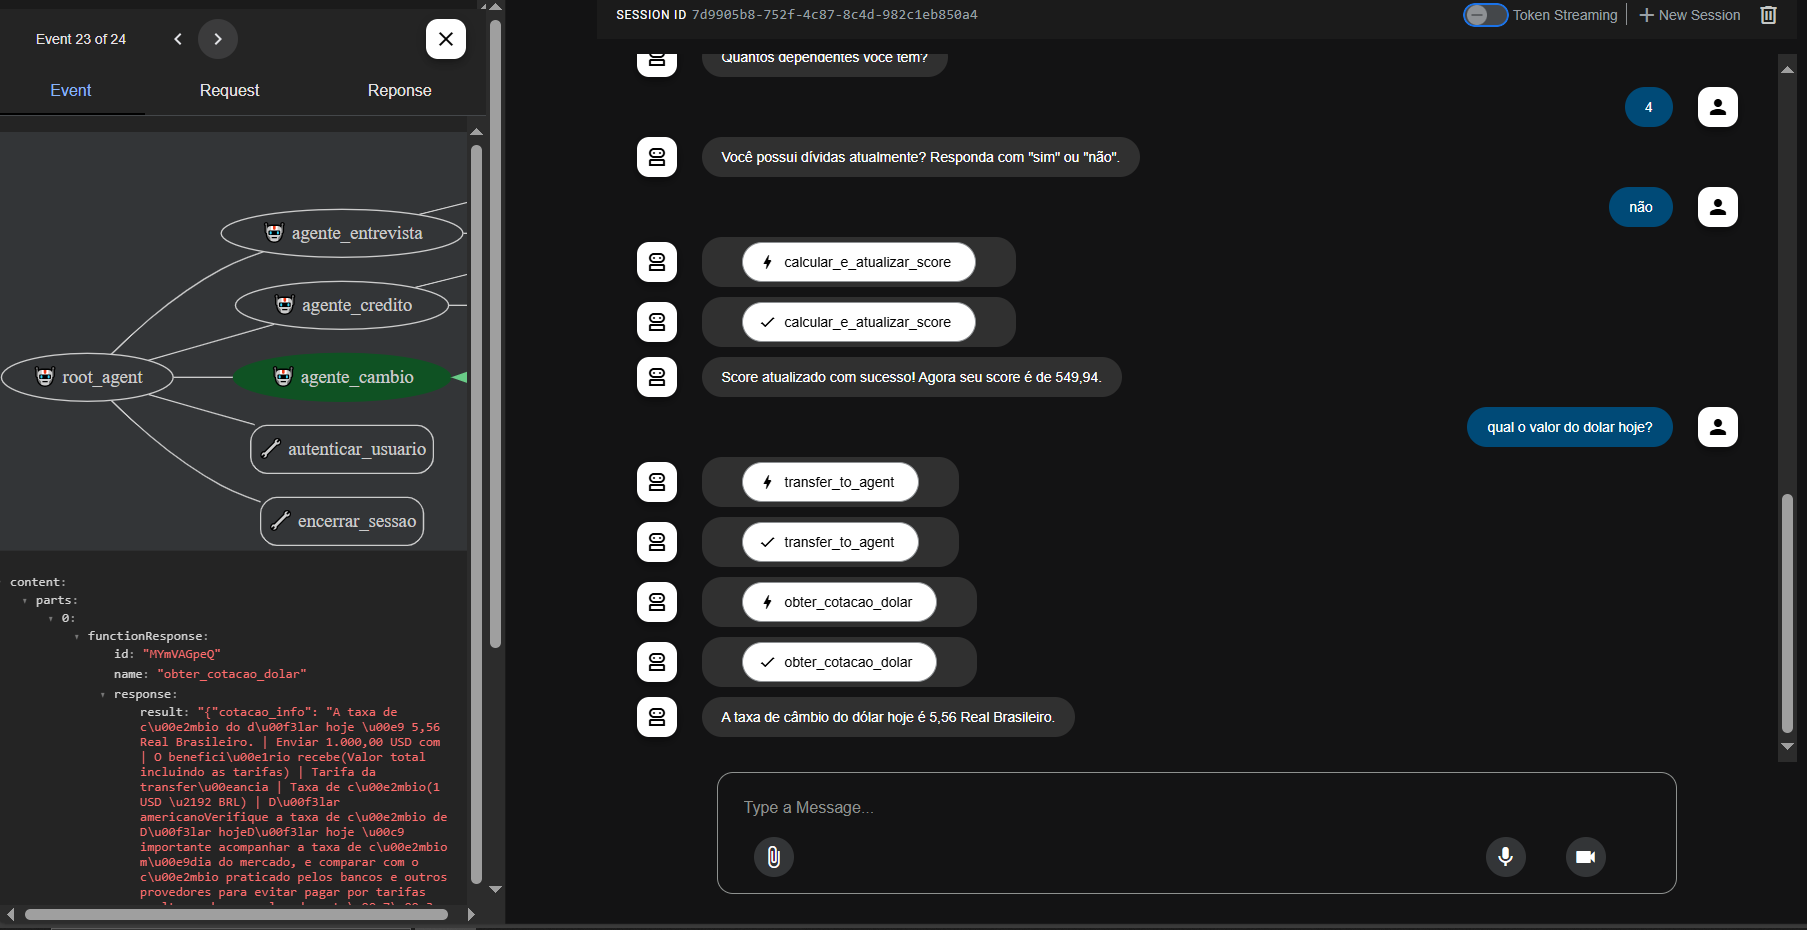 Event 23 of 24
Event
Request
Reponse
agente_entrevista
agente_credito
root_agent
agente_cambio
autenticar_usuario
encerrar_sessao
content:
parts:
0:
functionResponse:
id: "MYmVAGpeQ"
name: "obter_cotacao_dolar"
response:
result: "{"cotacao_info": "A taxa de
c\u00e2mbio do d\u00f3lar hoje \u00e9 5,56
Real Brasileiro. | Enviar 1.000,00 USD com
| O benefici\u00e1rio recebe(Valor total
incluindo as tarifas) | Tarifa da
transfer\u00eancia | Taxa de c\u00e2mbio(1
USD \u2192 BRL) | D\u00f3lar
americanoVerifique a taxa de c\u00e2mbio de
D\u00f3lar hojeD\u00f3lar hoje \u00c9
importante acompanhar a taxa de c\u00e2mbio
m\u00e9dia do mercado, e comparar com o
c\u00e2mbio praticado pelos bancos e outros
provedores para evitar pagar por tarifas
SESSION ID 7d9905b8-752f-4c87-8c4d-982c1eb850a4
Token Streaming
New Session
Quantos dependentes você tem?
4
Você possui dívidas atualmente? Responda com "sim" ou "não".
não
calcular_e_atualizar_score
calcular_e_atualizar_score
Score atualizado com sucesso! Agora seu score é de 549,94.
qual o valor do dolar hoje?
transfer_to_agent
transfer_to_agent
obter_cotacao_dolar
obter_cotacao_dolar
A taxa de câmbio do dólar hoje é 5,56 Real Brasileiro.
Type a Message...